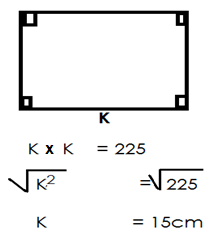 K
K x K = 225
√K² = √225
K = 15cm